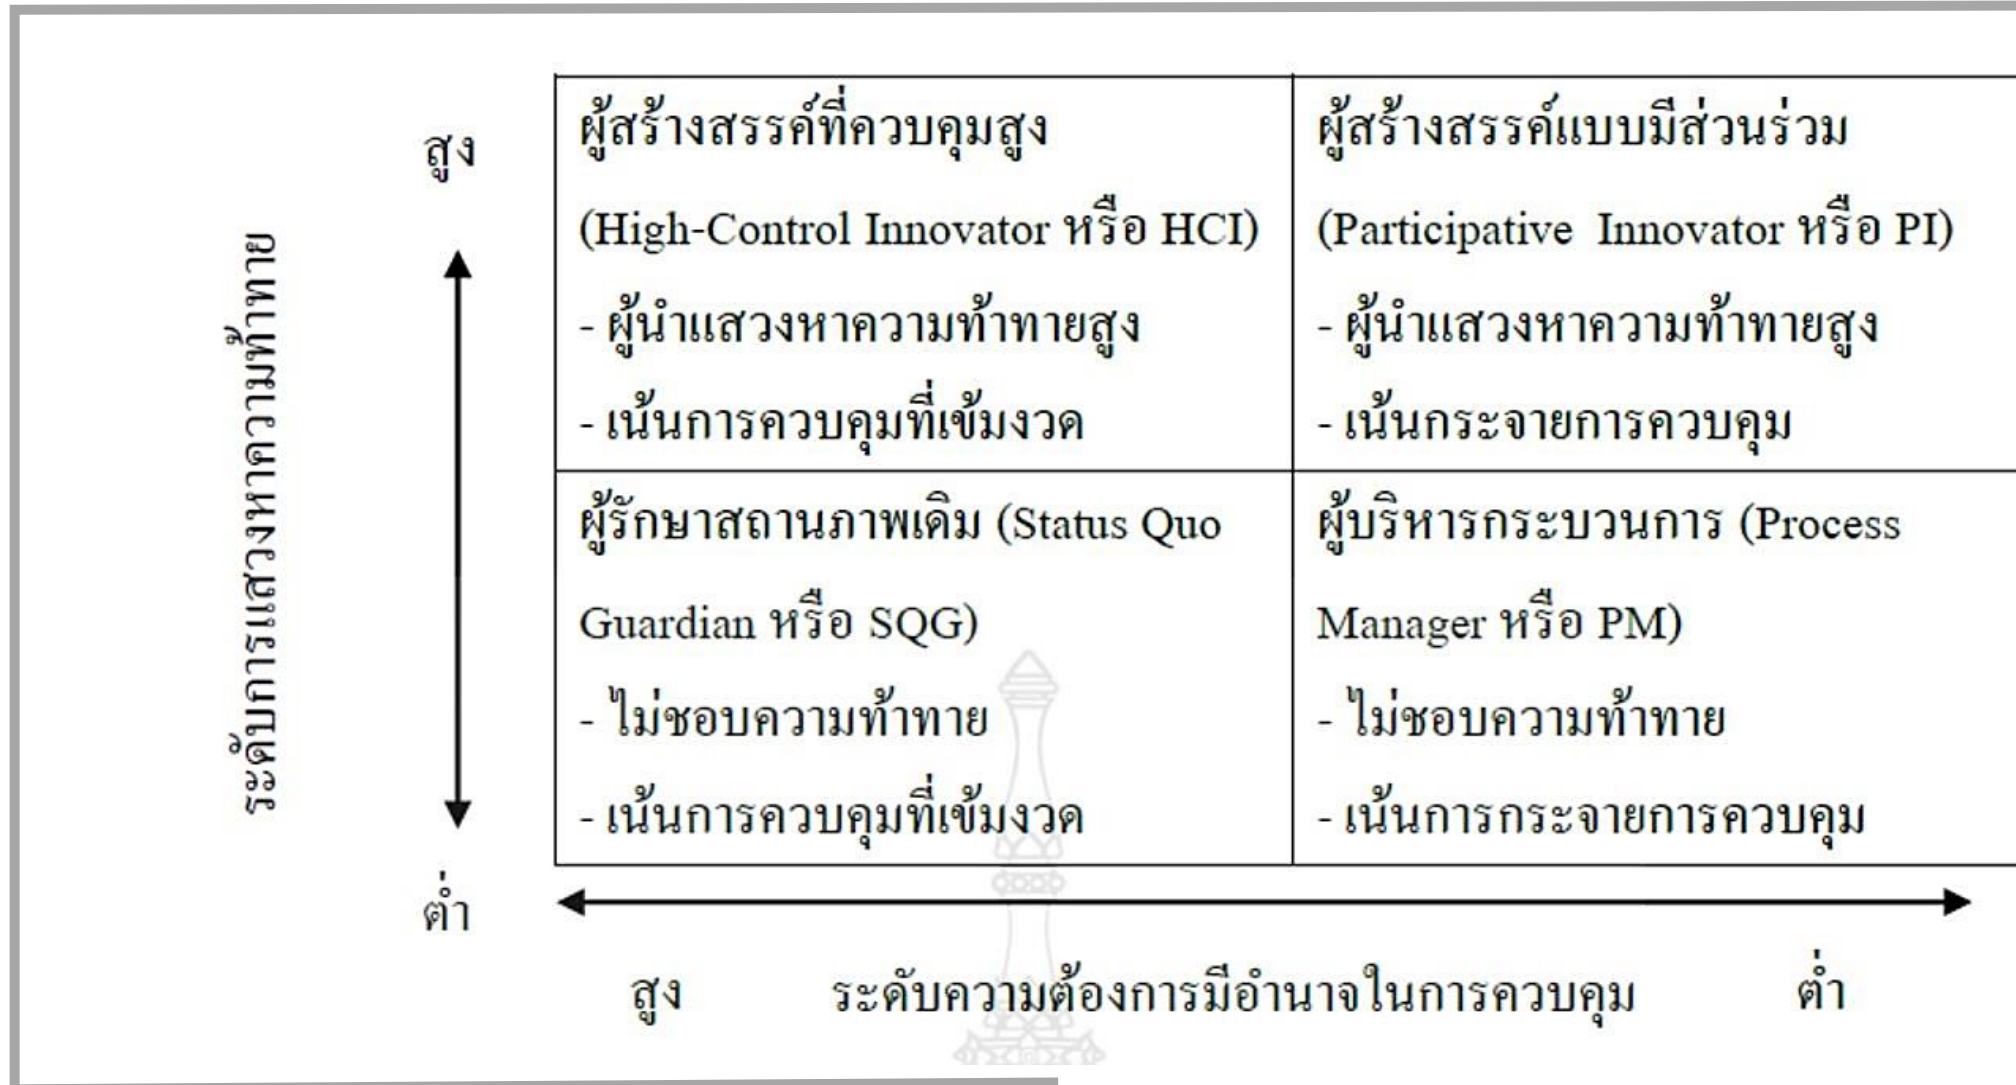 สูง
ระดับการแสวงหาความท้าทาย
ต่ำ
ผู้สร้างสรรค์ที่ควบคุมสูง
(High-Control Innovator หรือ HCI)
- ผู้นำแสวงหาความท้าทายสูง
- เน้นการควบคุมที่เข้มงวด
ผู้สร้างสรรค์แบบมีส่วนร่วม
(Participative Innovator หรือ PI)
- ผู้นำแสวงหาความท้าทายสูง
- เน้นกระจายการควบคุม
ผู้รักษาสถานภาพเดิม (Status Quo
Guardian หรือ SQG)
- ไม่ชอบความท้าทาย
- เน้นการควบคุมที่เข้มงวด
ผู้บริหารกระบวนการ (Process
Manager หรือ PM)
- ไม่ชอบความท้าทาย
- เน้นการกระจายการควบคุม
สูง ระดับความต้องการมีอำนาจในการควบคุม ต่ำ